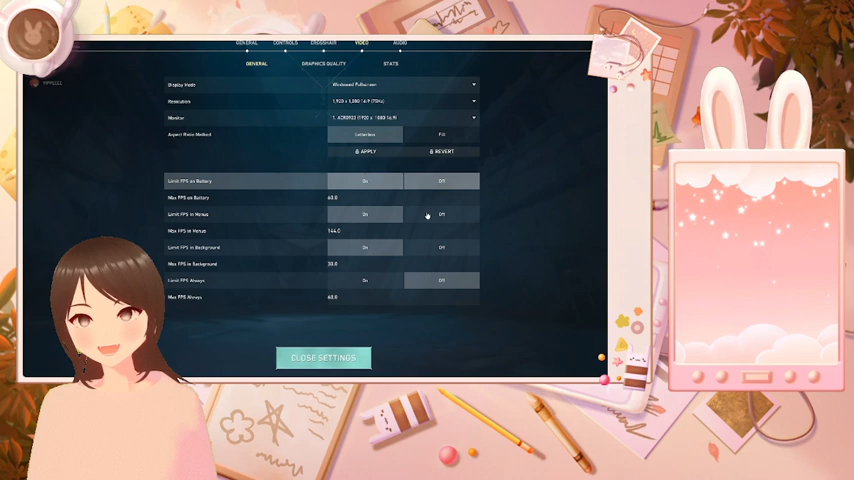 GENERAL CONTROLS CROSSHAIR VIDEO AUDIO
GENERAL GRAPHICS QUALITY STATS
Display Mode Windowed Fullscreen
Resolution
Monitor
Aspect Ratio Method Letterbox Fill
APPLY REVERT
Limit FPS on Battery On Off
Max FPS on Battery 60.0
Limit FPS in Menus On Off
Max FPS in Menus 144.0
Limit FPS in Background On Off
Max FPS in Background 30.0
Limit FPS Always On Off
Max FPS Always 60.0
CLOSE SETTINGS